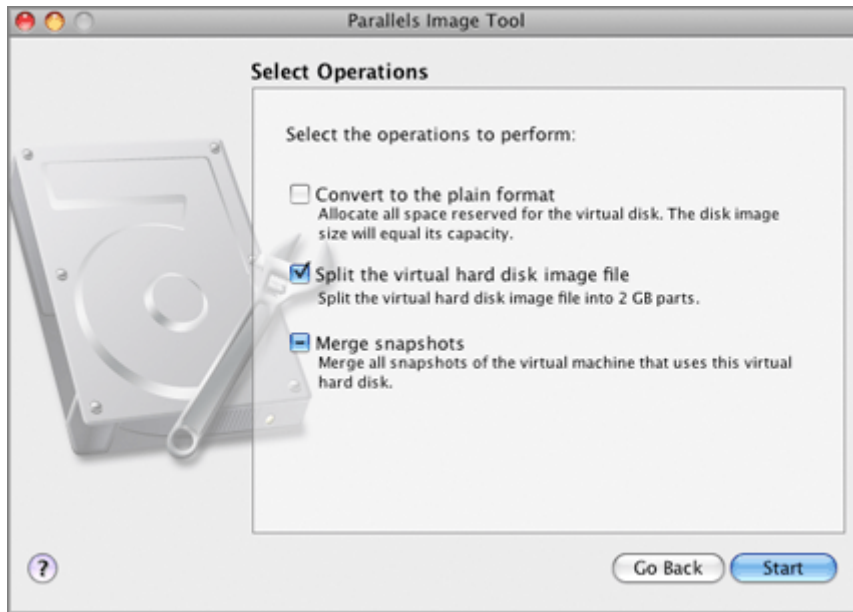 Parallels Image Tool
Select Operations
Select the operations to perform:
Convert to the plain format
Allocate all space reserved for the virtual disk. The disk image
size will equal its capacity.
Split the virtual hard disk image file
Split the virtual hard disk image file into 2 GB parts.
Merge snapshots
Merge all snapshots of the virtual machine that uses this virtual
hard disk.
?
Go Back
Start